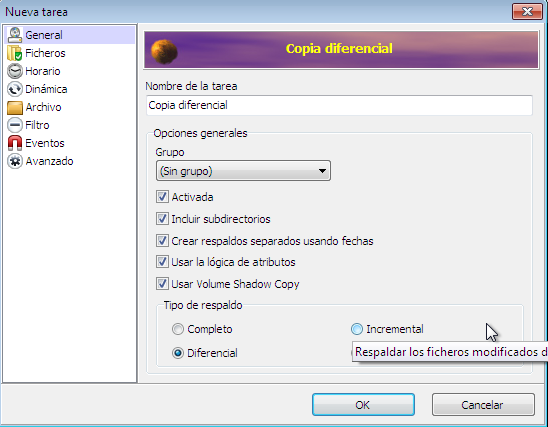 Nueva tarea
General
Ficheros
Horario
Dinámica
Archivo
Filtro
Eventos
Avanzado
Copia diferencial
Nombre de la tarea
Copia diferencial
Opciones generales
Grupo
(Sin grupo)
Activada
Incluir subdirectorios
Crear respaldos separados usando fechas
Usar la lógica de atributos
Usar Volume Shadow Copy
Tipo de respaldo
Completo
Incremental
Diferencial
Respaldar los ficheros modificados d
OK
Cancelar